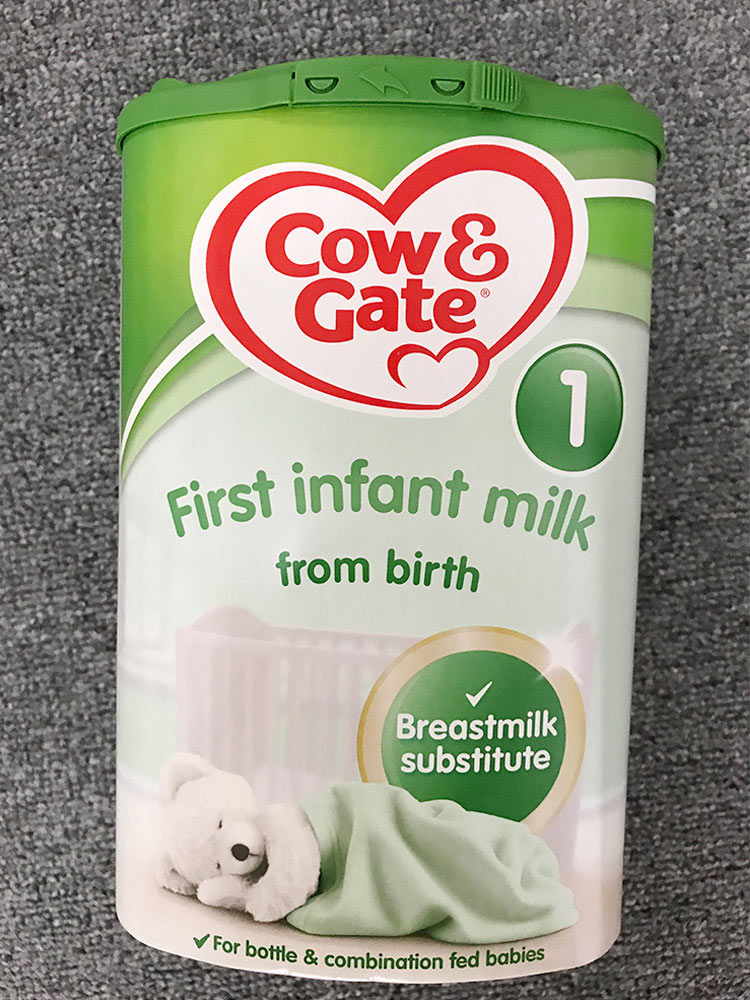 Cow &
Gate®
1
First infant milk
from birth
✓
Breastmilk
substitute
✓For bottle & combination fed babies